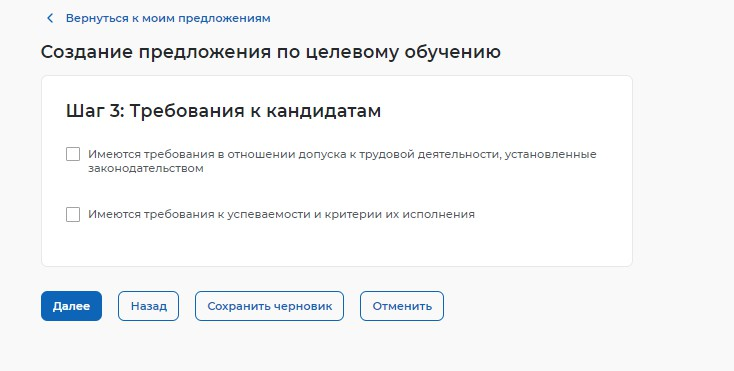 Вернуться к моим предложениям
Создание предложения по целевому обучению
Шаг 3: Требования к кандидатам
Имеются требования в отношении допуска к трудовой деятельности, установленные
законодательством
Имеются требования к успеваемости и критерии их исполнения
Далее
Назад
Сохранить черновик
Отменить